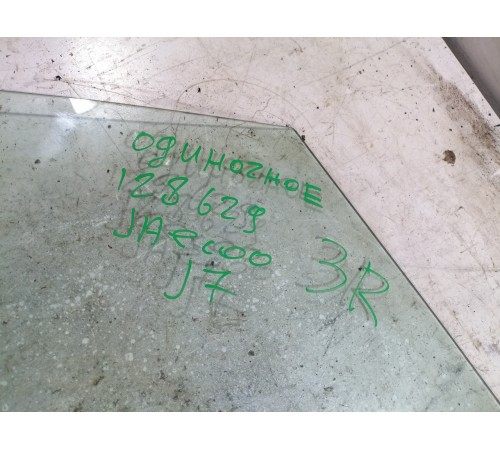 одиночное
128629
JAecoo
J7
3R